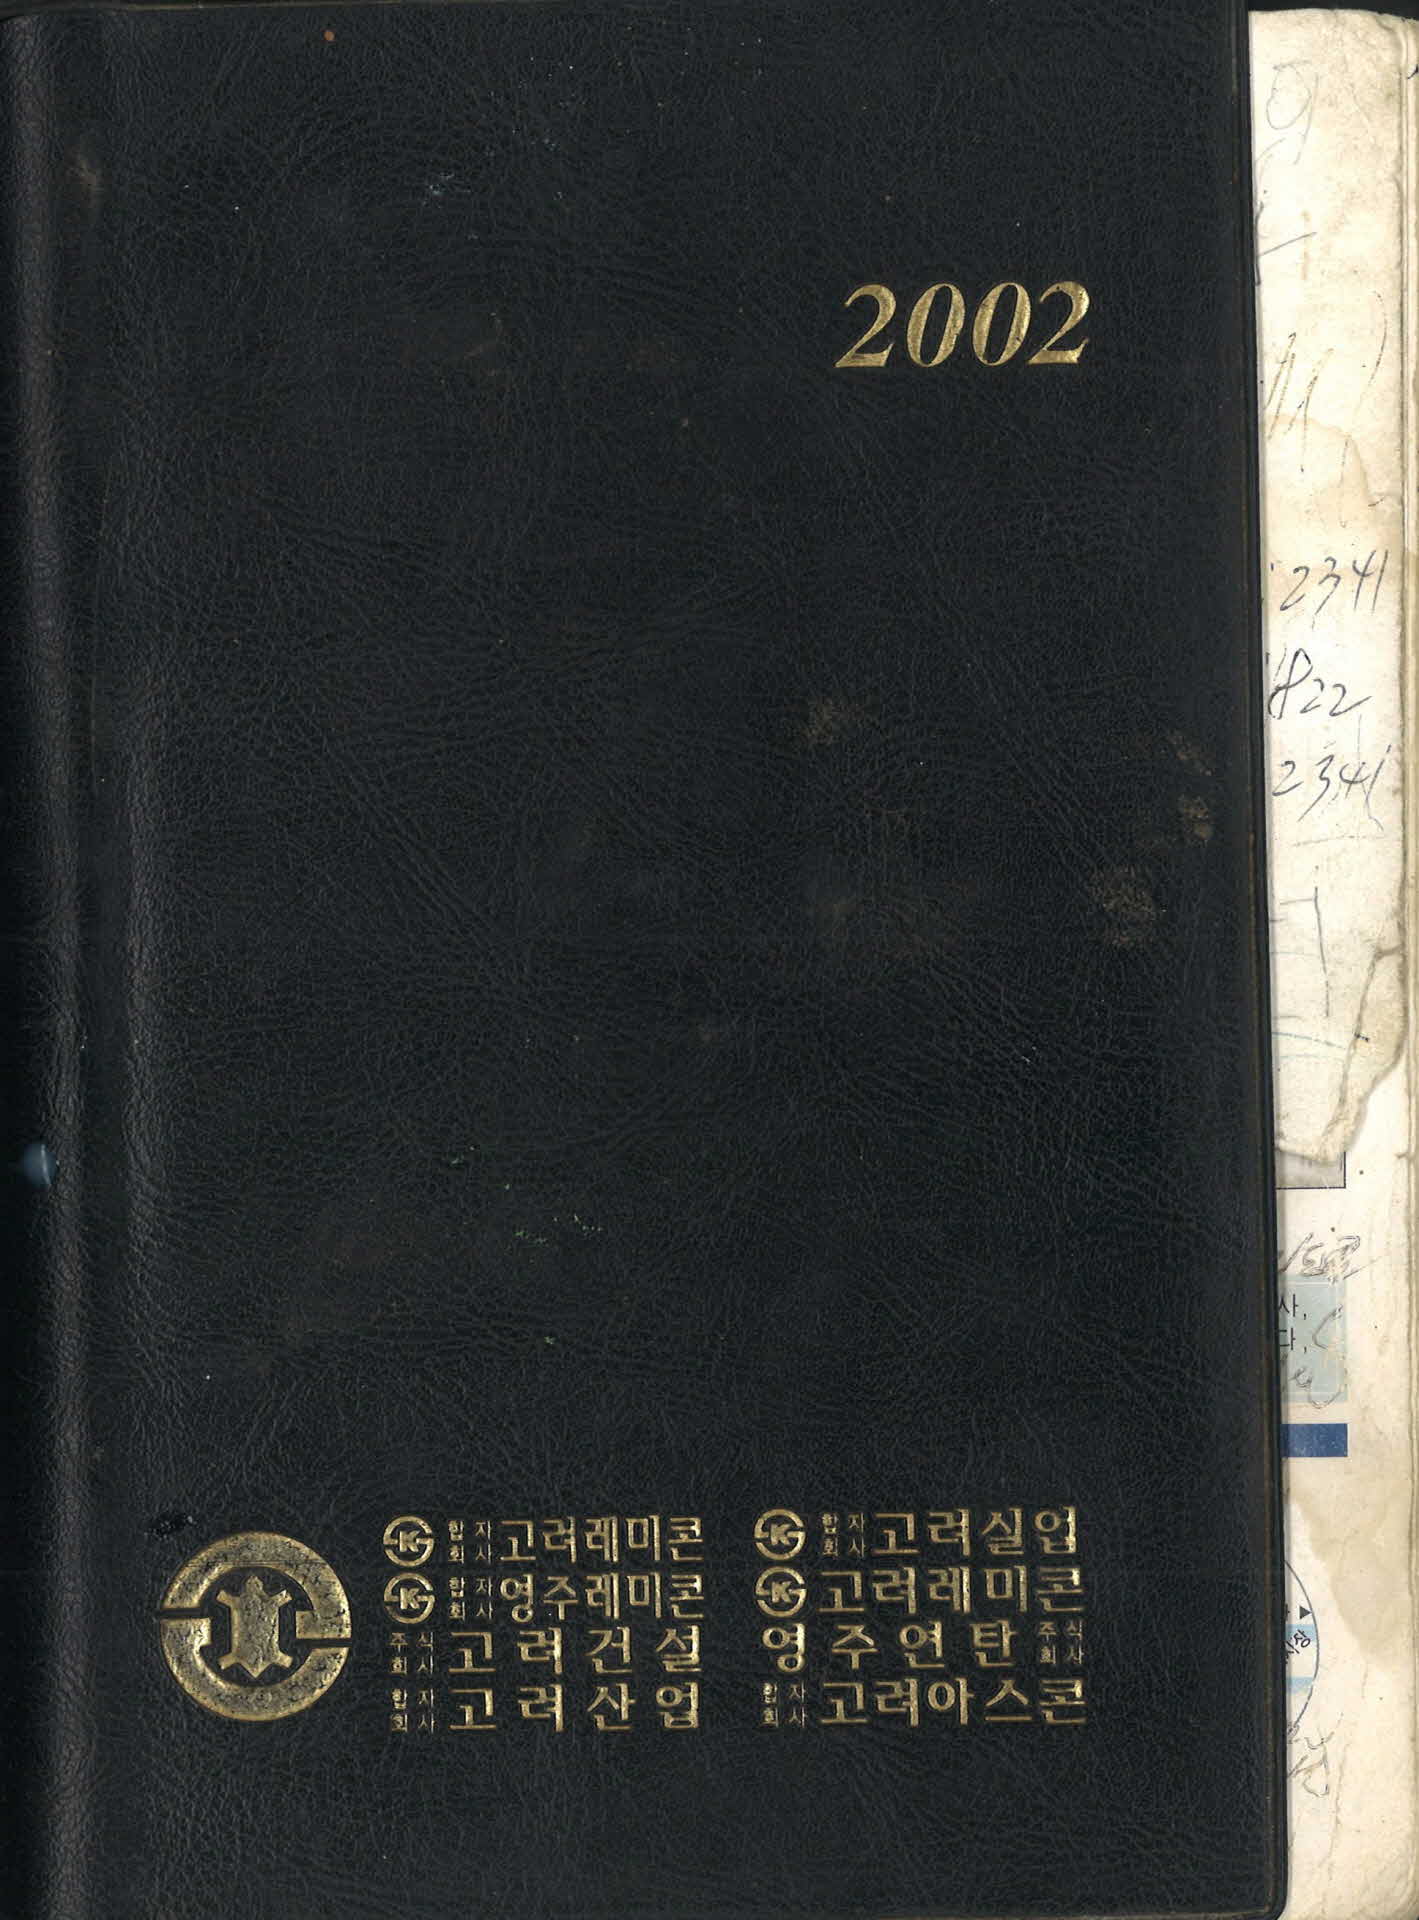 2002
2341
822
2341
사,
다,
합자회사 고려레미콘
합자회사 고려실업
합자회사 영주레미콘
고려레미콘
주식회사 고려건설
영주연탄 주식회사
합자회사 고려산업
합자회사 고려아스콘